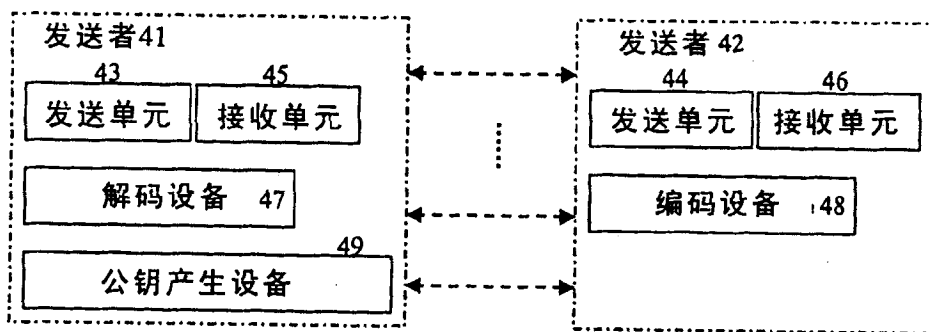 发送者41
43
45
发送单元
接收单元
解码设备 47
49
公钥产生设备
发送者 42
44
46
发送单元
接收单元
编码设备 48